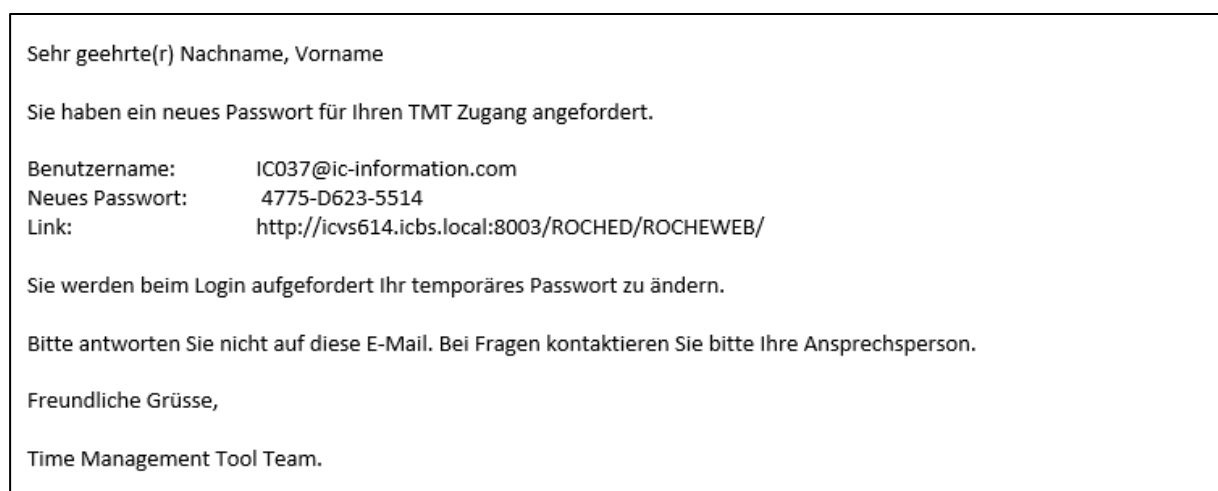 Sehr geehrte(r) Nachname, Vorname
Sie haben ein neues Passwort für Ihren TMT Zugang angefordert.
Benutzername: IC037@ic-information.com
Neues Passwort: 4775-D623-5514
Link: http://icvs614.icbs.local:8003/ROCHED/ROCHEWEB/
Sie werden beim Login aufgefordert Ihr temporäres Passwort zu ändern.
Bitte antworten Sie nicht auf diese E-Mail. Bei Fragen kontaktieren Sie bitte Ihre Ansprechsperson.
Freundliche Grüsse,
Time Management Tool Team.